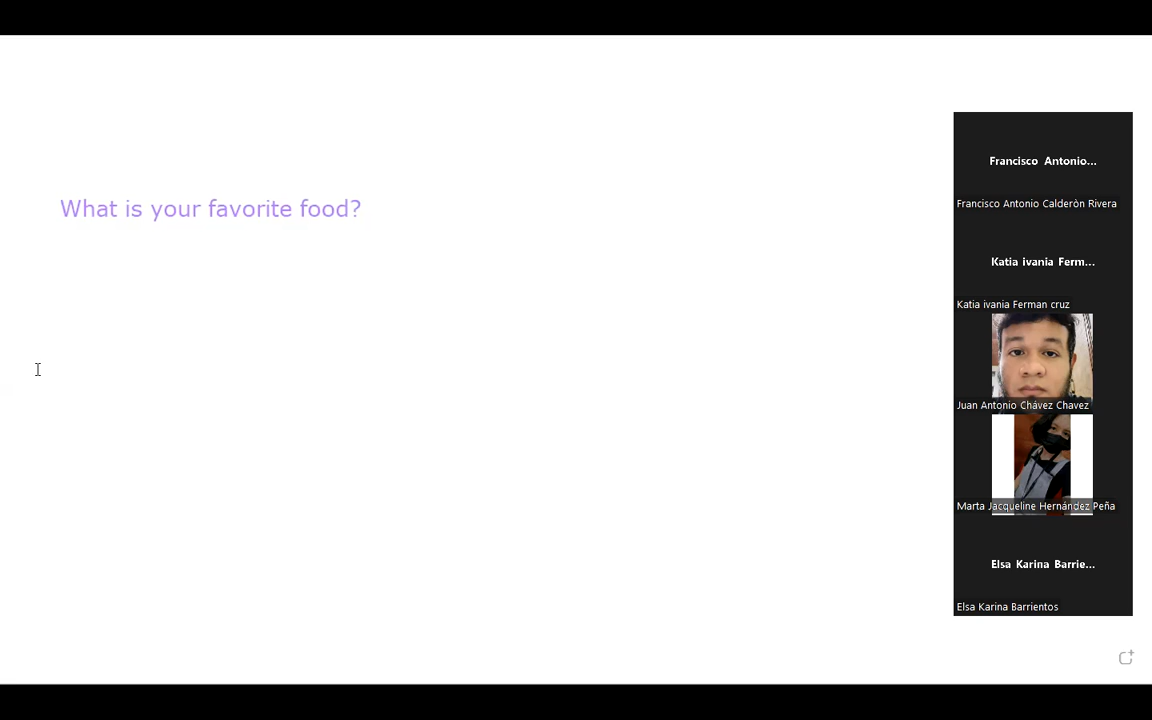 What is your favorite food?
Francisco Antonio...
Francisco Antonio Calderòn Rivera
Katia ivania Ferm...
Katia ivania Ferman cruz
Juan Antonio Chávez Chavez
Marta Jacqueline Hernández Peña
Elsa Karina Barrie...
Elsa Karina Barrientos